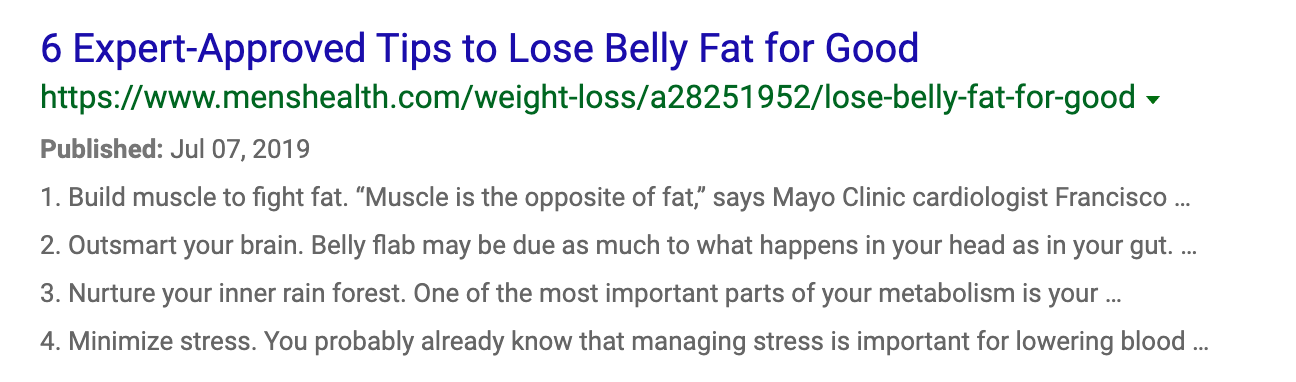 6 Expert-Approved Tips to Lose Belly Fat for Good
https://www.menshealth.com/weight-loss/a28251952/lose-belly-fat-for-good
Published: Jul 07, 2019
1. Build muscle to fight fat. “Muscle is the opposite of fat,” says Mayo Clinic cardiologist Francisco ...
2. Outsmart your brain. Belly flab may be due as much to what happens in your head as in your gut. ...
3. Nurture your inner rain forest. One of the most important parts of your metabolism is your ...
4. Minimize stress. You probably already know that managing stress is important for lowering blood ...